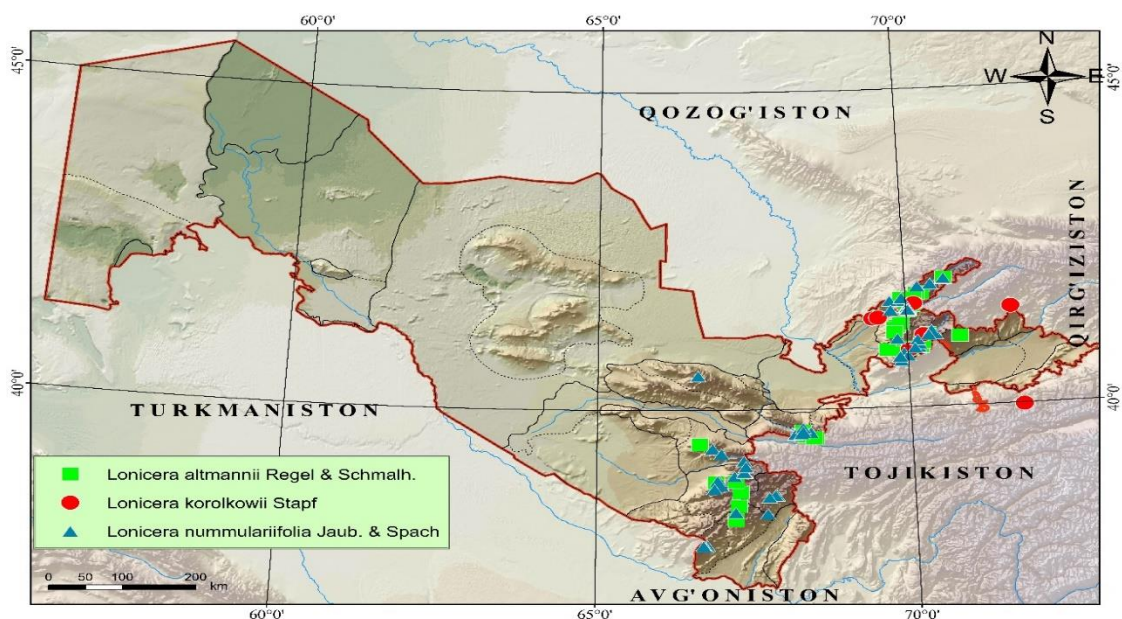 60°0' 65°0' 70°0'
45°0' 45°0'
N
W E
S
QOZOG'ISTON
QIRG'IZISTON
40°0' 40°0'
TURKMANISTON
TOJIKISTON
Lonicera altmannii Regel & Schmalh.
Lonicera korolkowii Stapf
Lonicera nummulariifolia Jaub. & Spach
0 50 100 200
km
AVG'ONISTON
60°0' 65°0' 70°0'